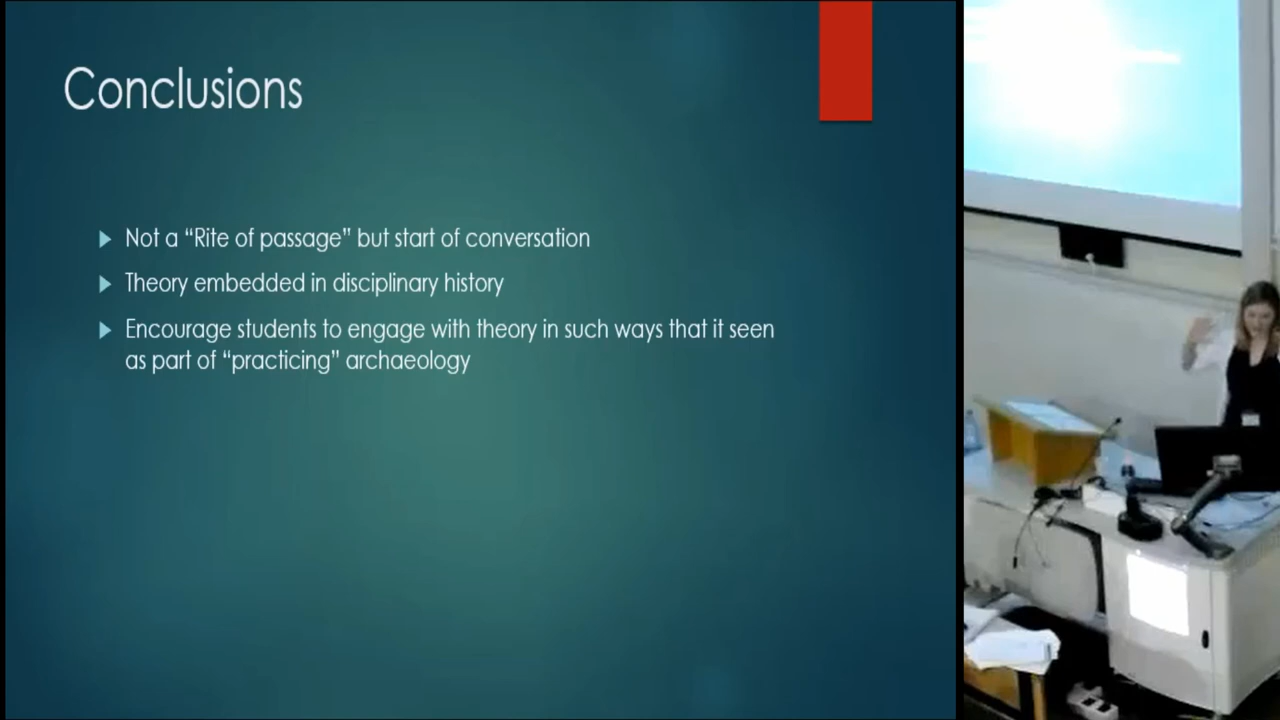 Conclusions
Not a “Rite of passage” but start of conversation
Theory embedded in disciplinary history
Encourage students to engage with theory in such ways that it seen
as part of “practicing” archaeology